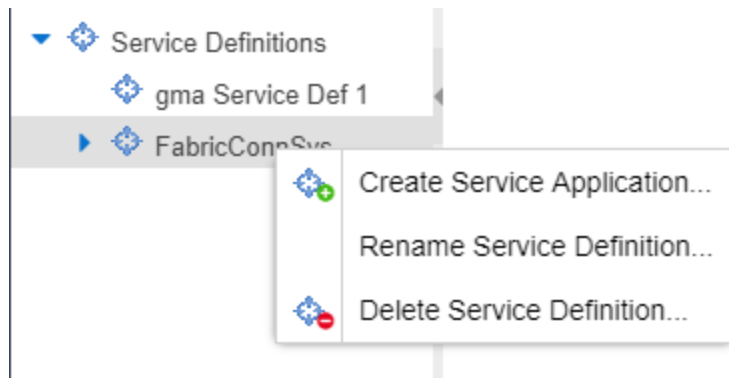 Service Definitions
gma Service Def 1
FabricConnSys
Create Service Application...
Rename Service Definition...
Delete Service Definition...